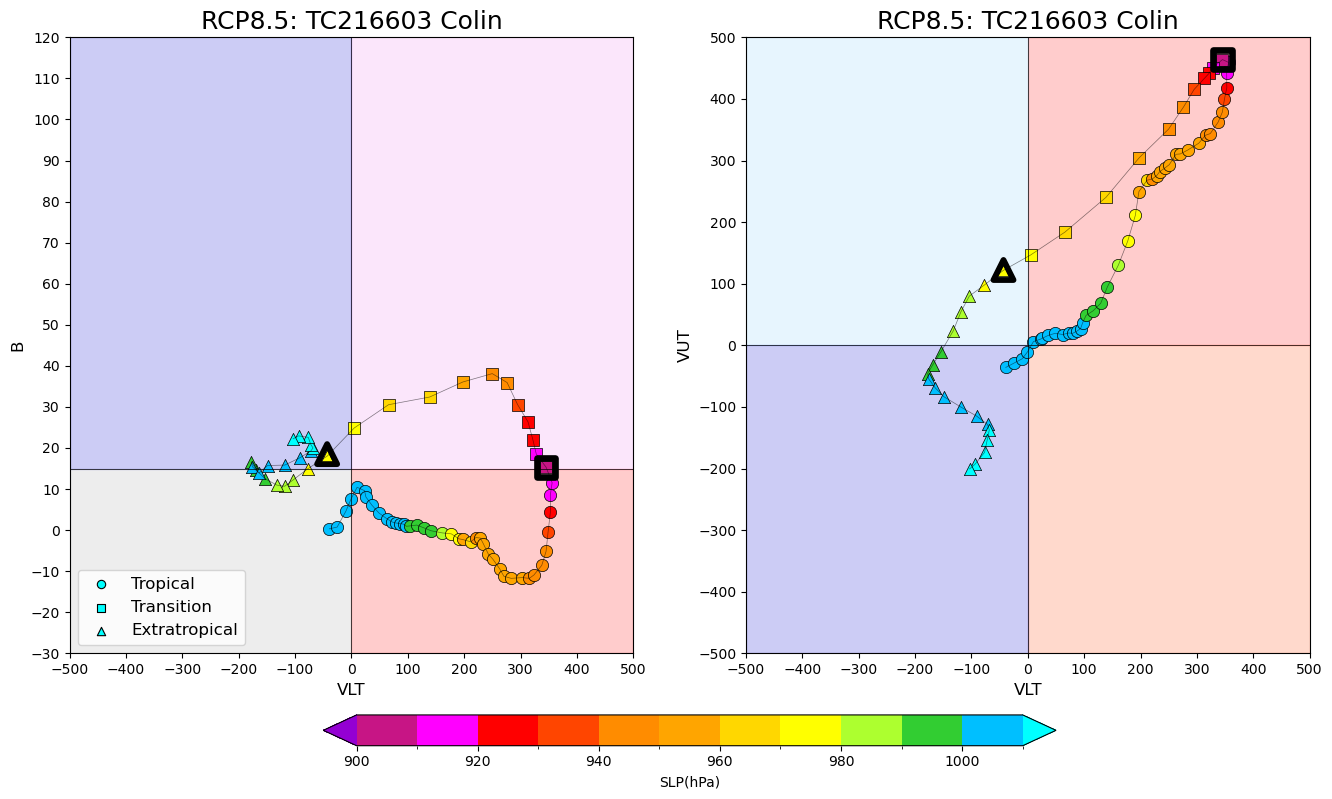 RCP8.5: TC216603 Colin
RCP8.5: TC216603 Colin
120
110
100
90
80
70
60
50
40
30
20
10
0
−10
−20
−30
B
Tropical
Transition
Extratropical
−500 −400 −300 −200 −100 0 100 200 300 400 500
VLT
500
400
300
200
100
0
−100
−200
−300
−400
−500
VUT
−500 −400 −300 −200 −100 0 100 200 300 400 500
VLT
900 920 940 960 980 1000
SLP(hPa)